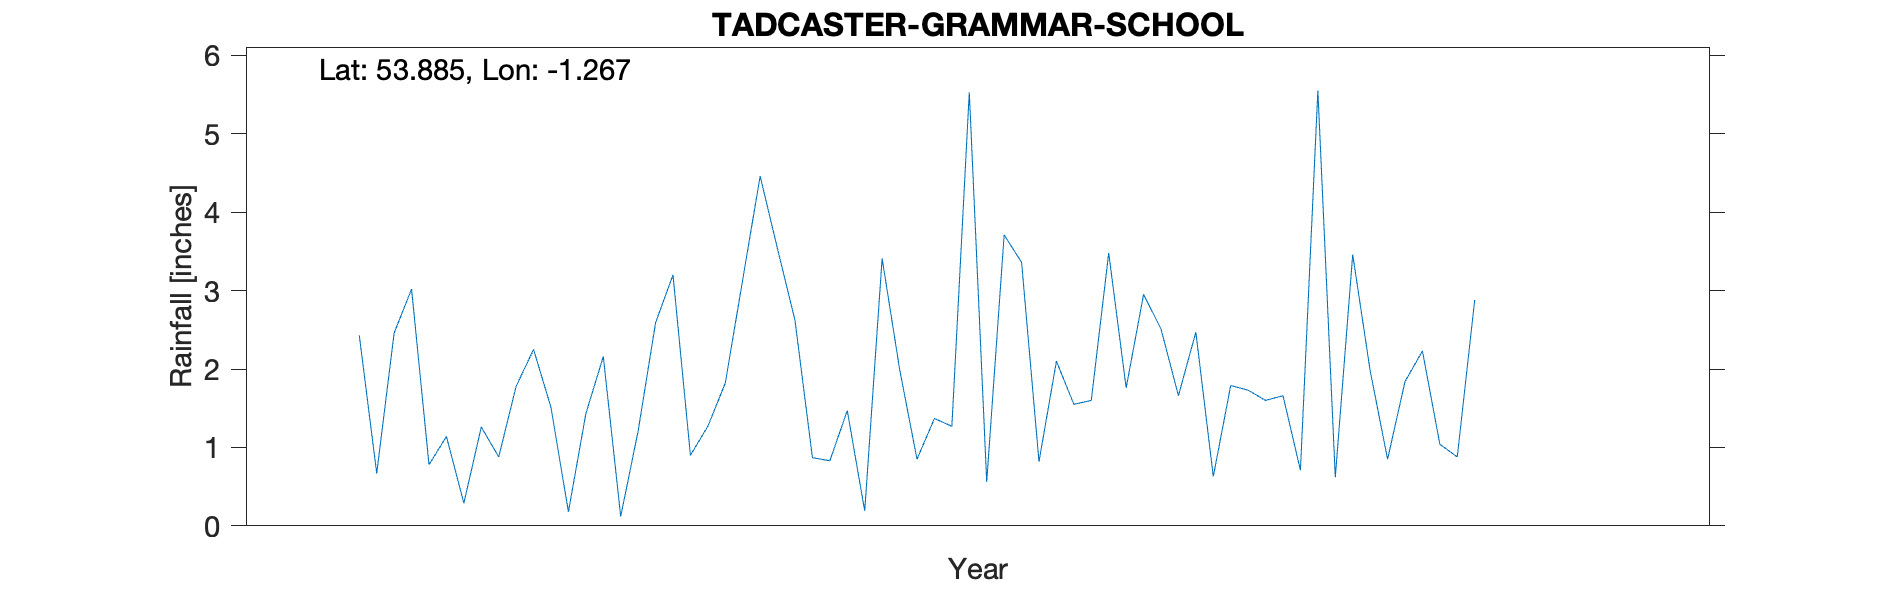 TADCASTER-GRAMMAR-SCHOOL
Lat: 53.885, Lon: -1.267
Rainfall [inches]
6
5
4
3
2
1
0
Year